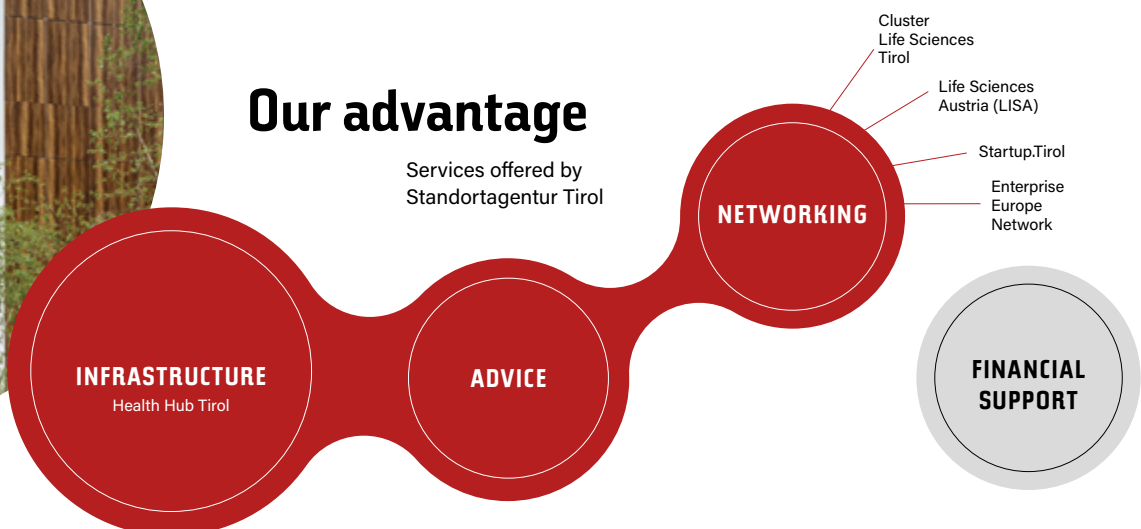 Our advantage
Services offered by
Standortagentur Tirol
Cluster
Life Sciences
Tirol
Life Sciences
Austria (LISA)
Startup.Tirol
Enterprise
Europe
Network
NETWORKING
INFRASTRUCTURE
Health Hub Tirol
ADVICE
FINANCIAL
SUPPORT